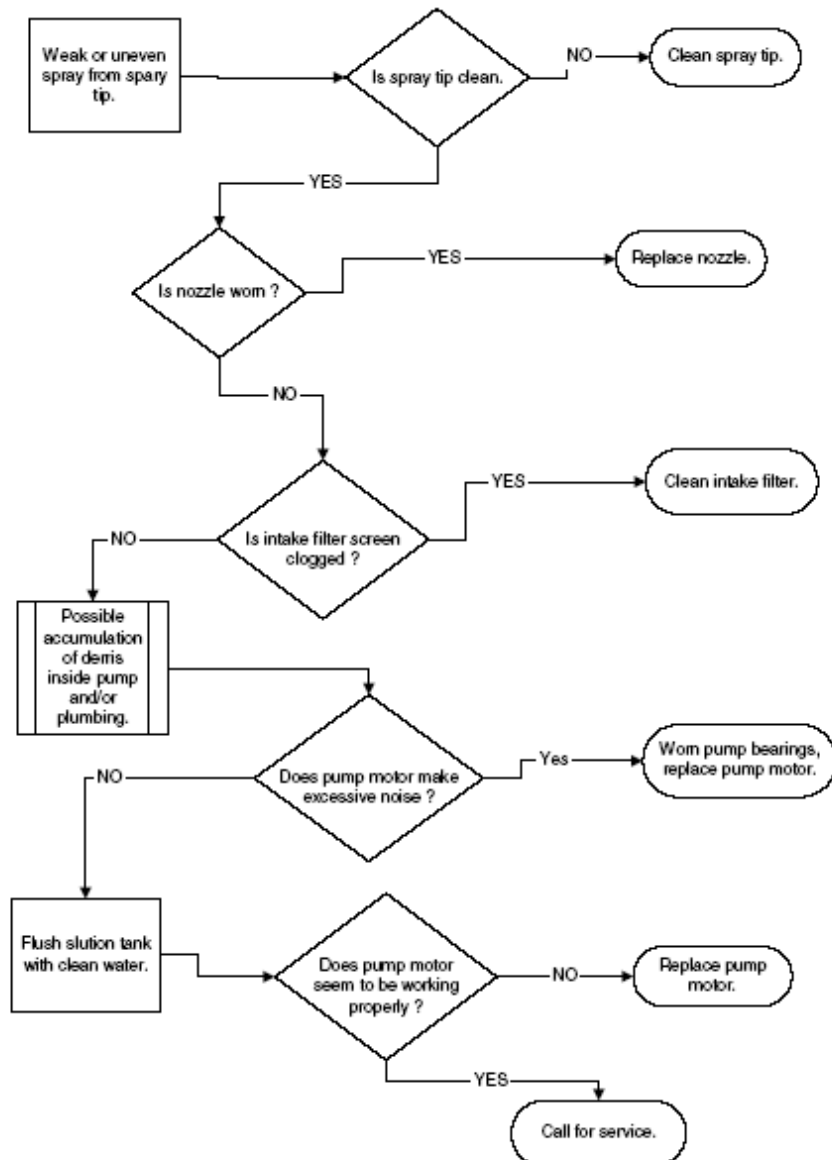 Weak or uneven
spray from spary
tip.
Is spray tip clean.
NO
Clean spray tip.
YES
Is nozzle worn ?
YES
Replace nozzle.
NO
Is intake filter screen
clogged ?
YES
Clean intake filter.
NO
Possible
accumulation
of derris
inside pump
and/or
plumbing.
Does pump motor make
excessive noise ?
Yes
Worn pump bearings,
replace pump motor.
NO
Flush slution tank
with clean water.
Does pump motor
seem to be working
properly ?
NO
Replace pump
motor.
YES
Call for service.